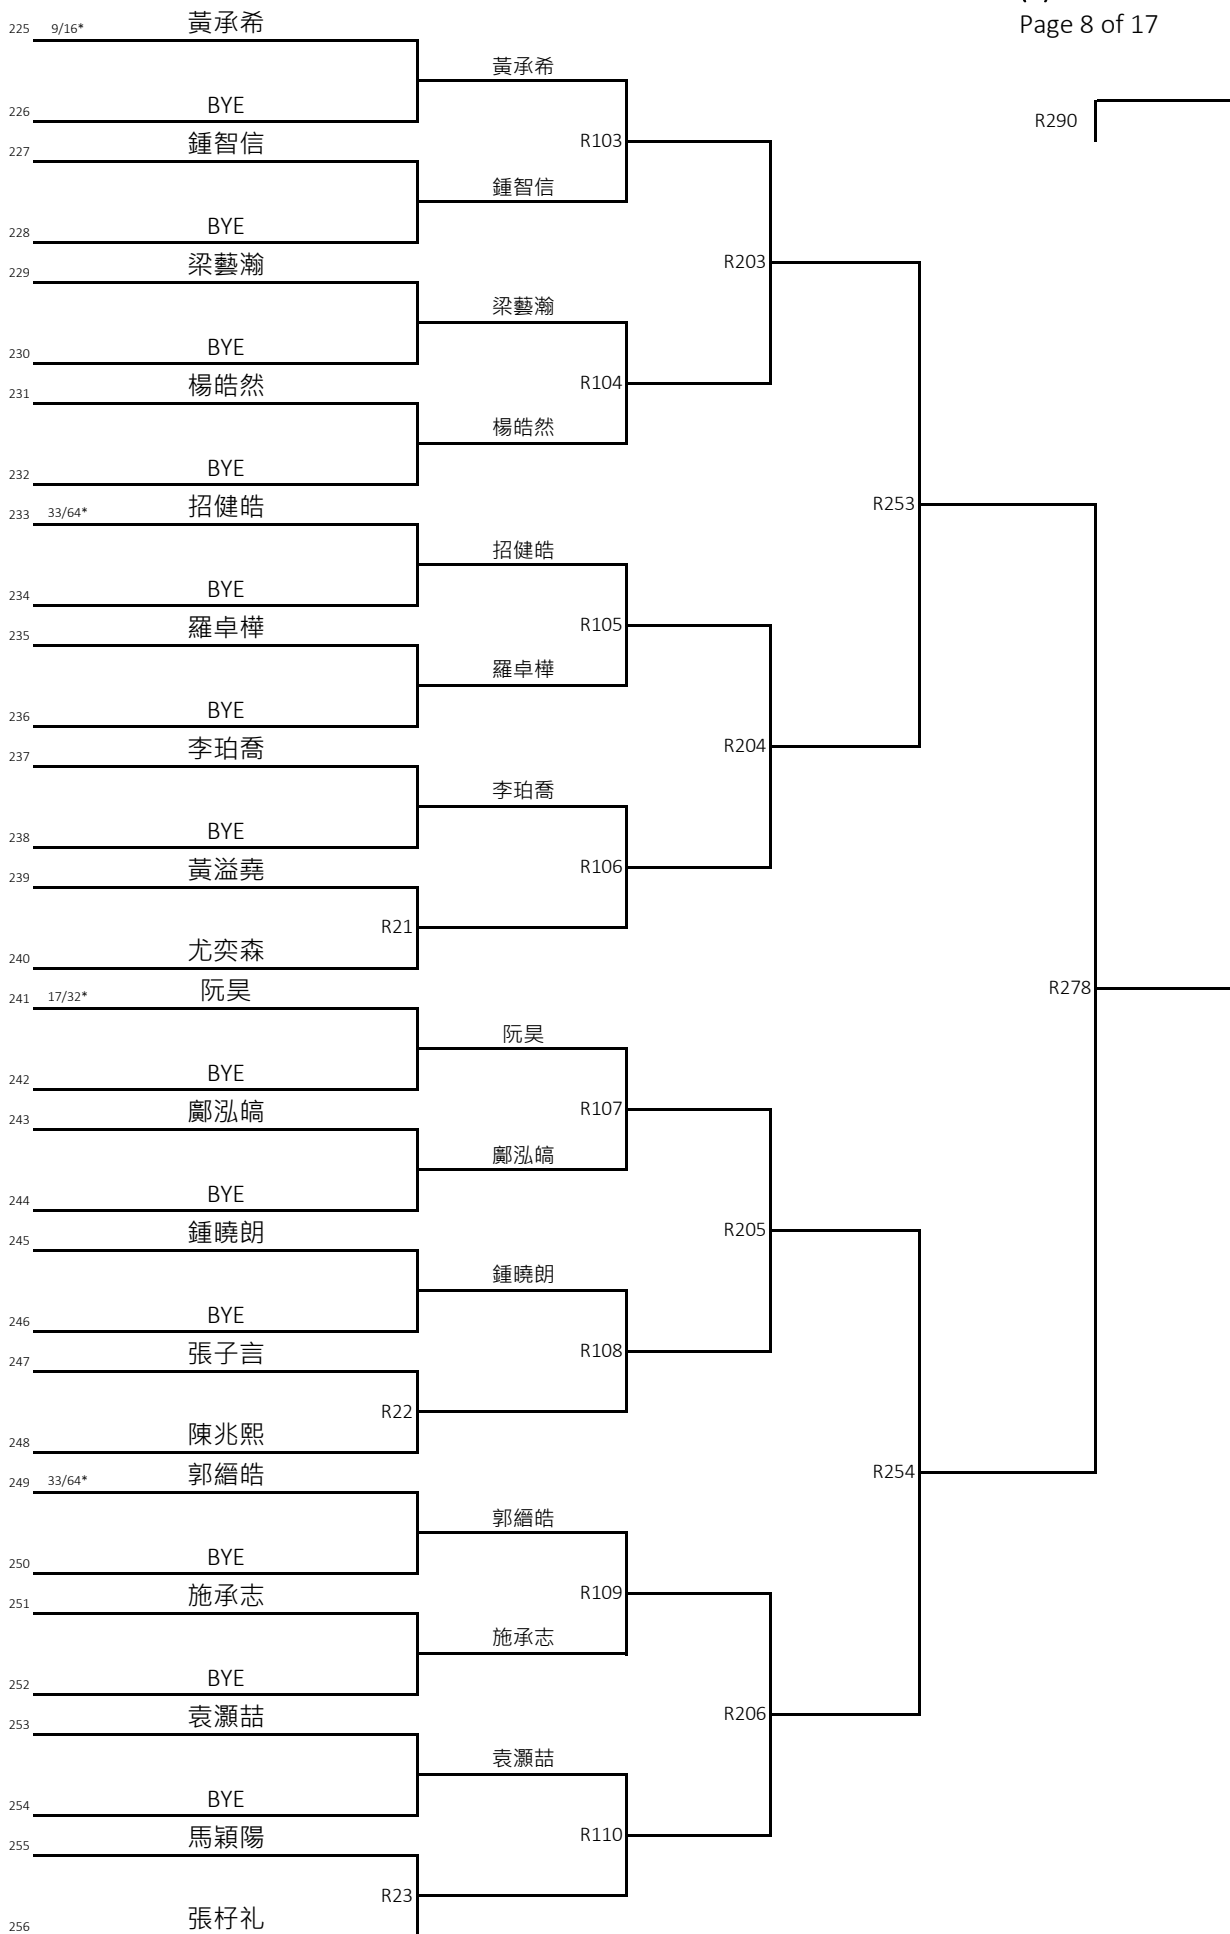 Page 8 of 17
225 9/16* 黃承希
黃承希
226 BYE
R290
227 鍾智信
R103
鍾智信
228 BYE
229 梁藝瀚
R203
梁藝瀚
230 BYE
231 楊皓然
R104
楊皓然
232 BYE
233 33/64* 招健皓
R253
招健皓
234 BYE
235 羅卓樺
R105
羅卓樺
236 BYE
237 李珀喬
R204
李珀喬
238 BYE
239 黃溢堯
R106
R21
240 尤奕森
241 17/32* 阮昊
R278
阮昊
242 BYE
243 鄺泓皜
R107
鄺泓皜
244 BYE
245 鍾曉朗
R205
鍾曉朗
246 BYE
247 張子言
R108
R22
248 陳兆熙
249 33/64* 郭縉皓
R254
郭縉皓
250 BYE
251 施承志
R109
施承志
252 BYE
253 袁灝喆
R206
袁灝喆
254 BYE
255 馬穎陽
R110
R23
256 張杍礼